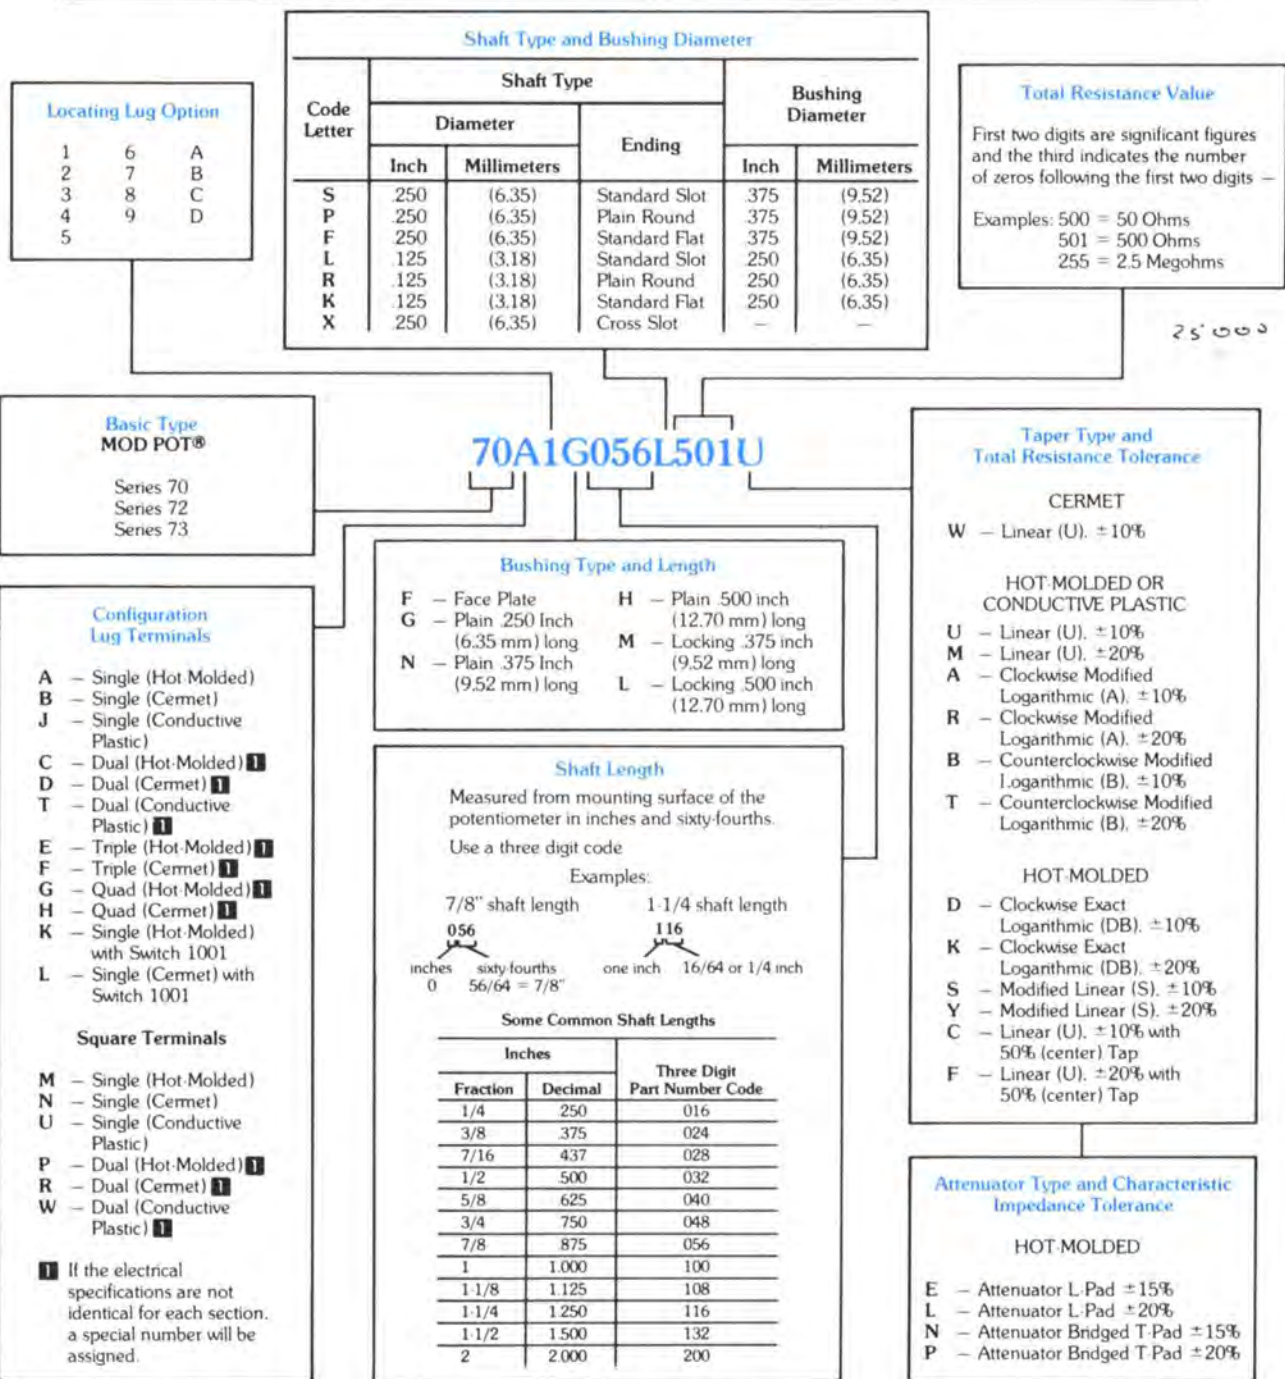 Shaft Type and Bushing Diameter
Code Letter
Shaft Type
Bushing Diameter
Diameter
Ending
Inch Millimeters Inch Millimeters
S .250 (6.35) Standard Slot .375 (9.52)
P .250 (6.35) Plain Round .375 (9.52)
F .250 (6.35) Standard Flat .375 (9.52)
L .125 (3.18) Standard Slot .250 (6.35)
R .125 (3.18) Plain Round .250 (6.35)
K .125 (3.18) Standard Flat .250 (6.35)
X .250 (6.35) Cross Slot — —
Locating Lug Option
1 6 A
2 7 B
3 8 C
4 9 D
5
Total Resistance Value
First two digits are significant figures
and the third indicates the number
of zeros following the first two digits —
Examples: 500 = 50 Ohms
501 = 500 Ohms
255 = 2.5 Megohms
25000
Basic Type
MOD POT®
Series 70
Series 72
Series 73
70A1G056L501U
Configuration
Lug Terminals
A — Single (Hot-Molded)
B — Single (Cermet)
J — Single (Conductive
Plastic)
C — Dual (Hot-Molded) 1
D — Dual (Cermet) 1
T — Dual (Conductive
Plastic) 1
E — Triple (Hot-Molded) 1
F — Triple (Cermet) 1
G — Quad (Hot-Molded) 1
H — Quad (Cermet) 1
K — Single (Hot-Molded)
with Switch 1001
L — Single (Cermet) with
Switch 1001
Square Terminals
M — Single (Hot-Molded)
N — Single (Cermet)
U — Single (Conductive
Plastic)
P — Dual (Hot-Molded) 1
R — Dual (Cermet) 1
W — Dual (Conductive
Plastic) 1
1 If the electrical
specifications are not
identical for each section.
a special number will be
assigned.
Bushing Type and Length
F — Face Plate
G — Plain .250 Inch
(6.35 mm) long
N — Plain .375 Inch
(9.52 mm) long
H — Plain .500 inch
(12.70 mm) long
M — Locking .375 inch
(9.52 mm) long
L — Locking .500 inch
(12.70 mm) long
Shaft Length
Measured from mounting surface of the
potentiometer in inches and sixty-fourths.
Use a three digit code
Examples:
7/8" shaft length 1-1/4 shaft length
056 116
inches sixty-fourths one inch 16/64 or 1/4 inch
0 56/64 = 7/8"
Some Common Shaft Lengths
Inches
Three Digit
Part Number Code
Fraction Decimal
1/4 .250 016
3/8 .375 024
7/16 .437 028
1/2 .500 032
5/8 .625 040
3/4 .750 048
7/8 .875 056
1 1.000 100
1-1/8 1.125 108
1-1/4 1.250 116
1-1/2 1.500 132
2 2.000 200
Taper Type and
Total Resistance Tolerance
CERMET
W — Linear (U). ±10%
HOT-MOLDED OR
CONDUCTIVE PLASTIC
U — Linear (U). ±10%
M — Linear (U). ±20%
A — Clockwise Modified
Logarithmic (A). ±10%
R — Clockwise Modified
Logarithmic (A). ±20%
B — Counterclockwise Modified
Logarithmic (B). ±10%
T — Counterclockwise Modified
Logarithmic (B). ±20%
HOT-MOLDED
D — Clockwise Exact
Logarithmic (DB). ±10%
K — Clockwise Exact
Logarithmic (DB). ±20%
S — Modified Linear (S). ±10%
Y — Modified Linear (S). ±20%
C — Linear (U). ±10% with
50% (center) Tap
F — Linear (U). ±20% with
50% (center) Tap
Attenuator Type and Characteristic
Impedance Tolerance
HOT-MOLDED
E — Attenuator L-Pad ±15%
L — Attenuator L-Pad ±20%
N — Attenuator Bridged T-Pad ±15%
P — Attenuator Bridged T-Pad ±20%